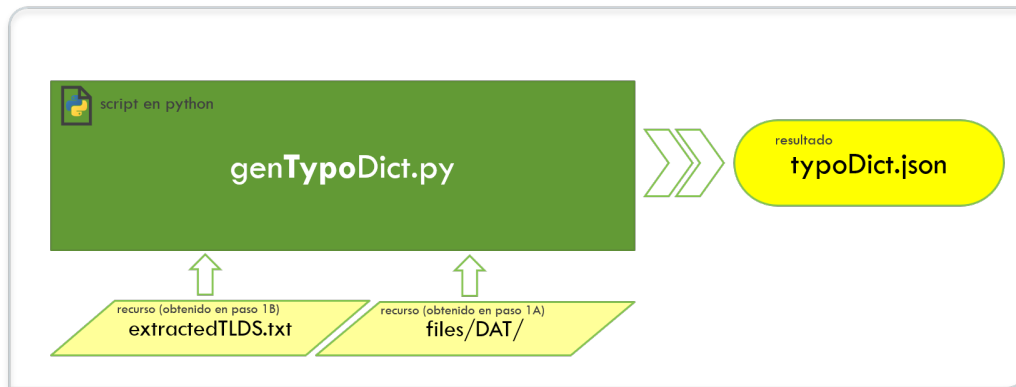 script en python
genTypoDict.py
resultado
typoDict.json
recurso (obtenido en paso 1B)
extractedTLDS.txt
recurso (obtenido en paso 1A)
files/DAT/